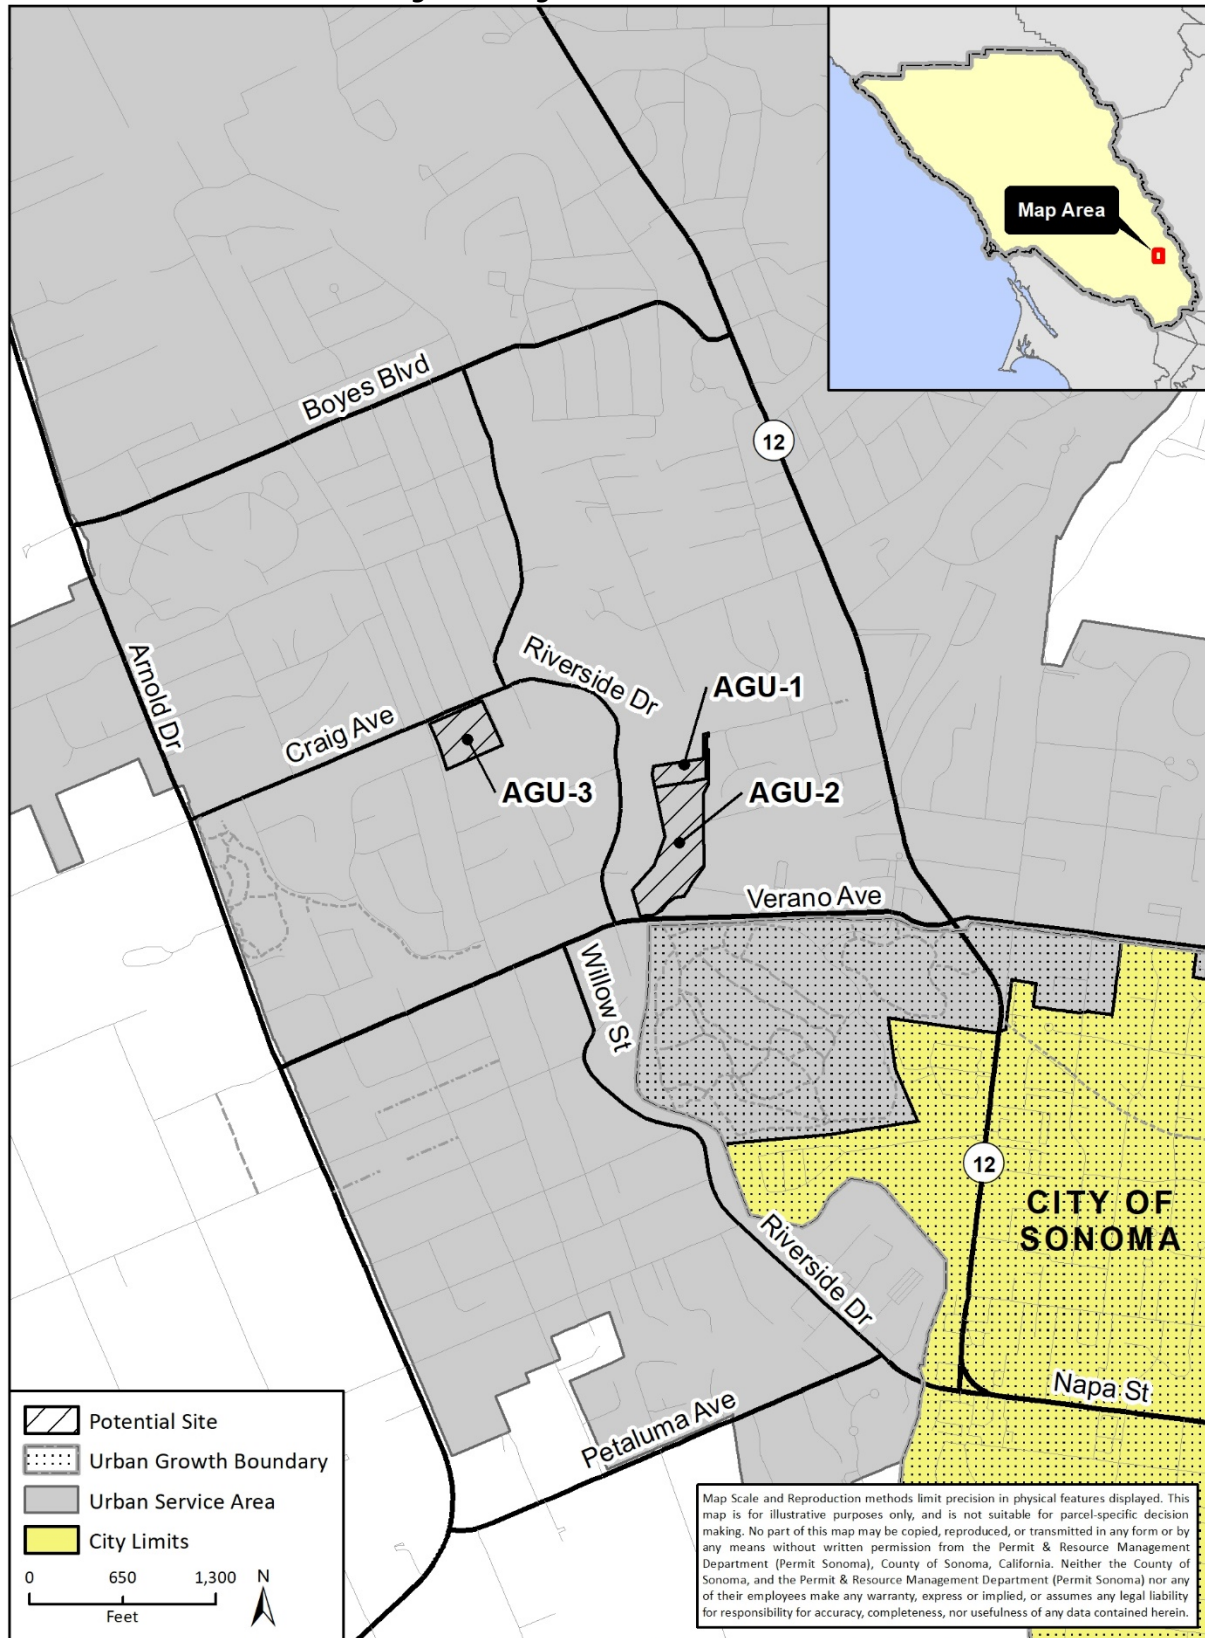 Map Area
Boyes Blvd
12
Arnold Dr
Riverside Dr
AGU-1
Craig Ave
AGU-3
AGU-2
Verano Ave
Willow St
12
CITY OF
SONOMA
Riverside Dr
Napa St
Petaluma Ave
Potential Site
Urban Growth Boundary
Urban Service Area
City Limits
0 650 1,300 N
Feet
Map Scale and Reproduction methods limit precision in physical features displayed. This
map is for illustrative purposes only, and is not suitable for parcel-specific decision
making. No part of this map may be copied, reproduced, or transmitted in any form or by
any means without written permission from the Permit & Resource Management
Department (Permit Sonoma), County of Sonoma, California. Neither the County of
Sonoma, and the Permit & Resource Management Department (Permit Sonoma) nor any
of their employees make any warranty, express or implied, or assumes any legal liability
for responsibility for accuracy, completeness, nor usefulness of any data contained herein.